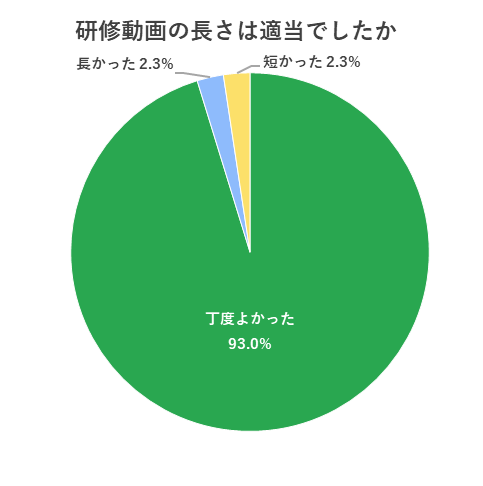 研修動画の長さは適当でしたか
長かった 2.3%
短かった 2.3%
丁度よかった
93.0%